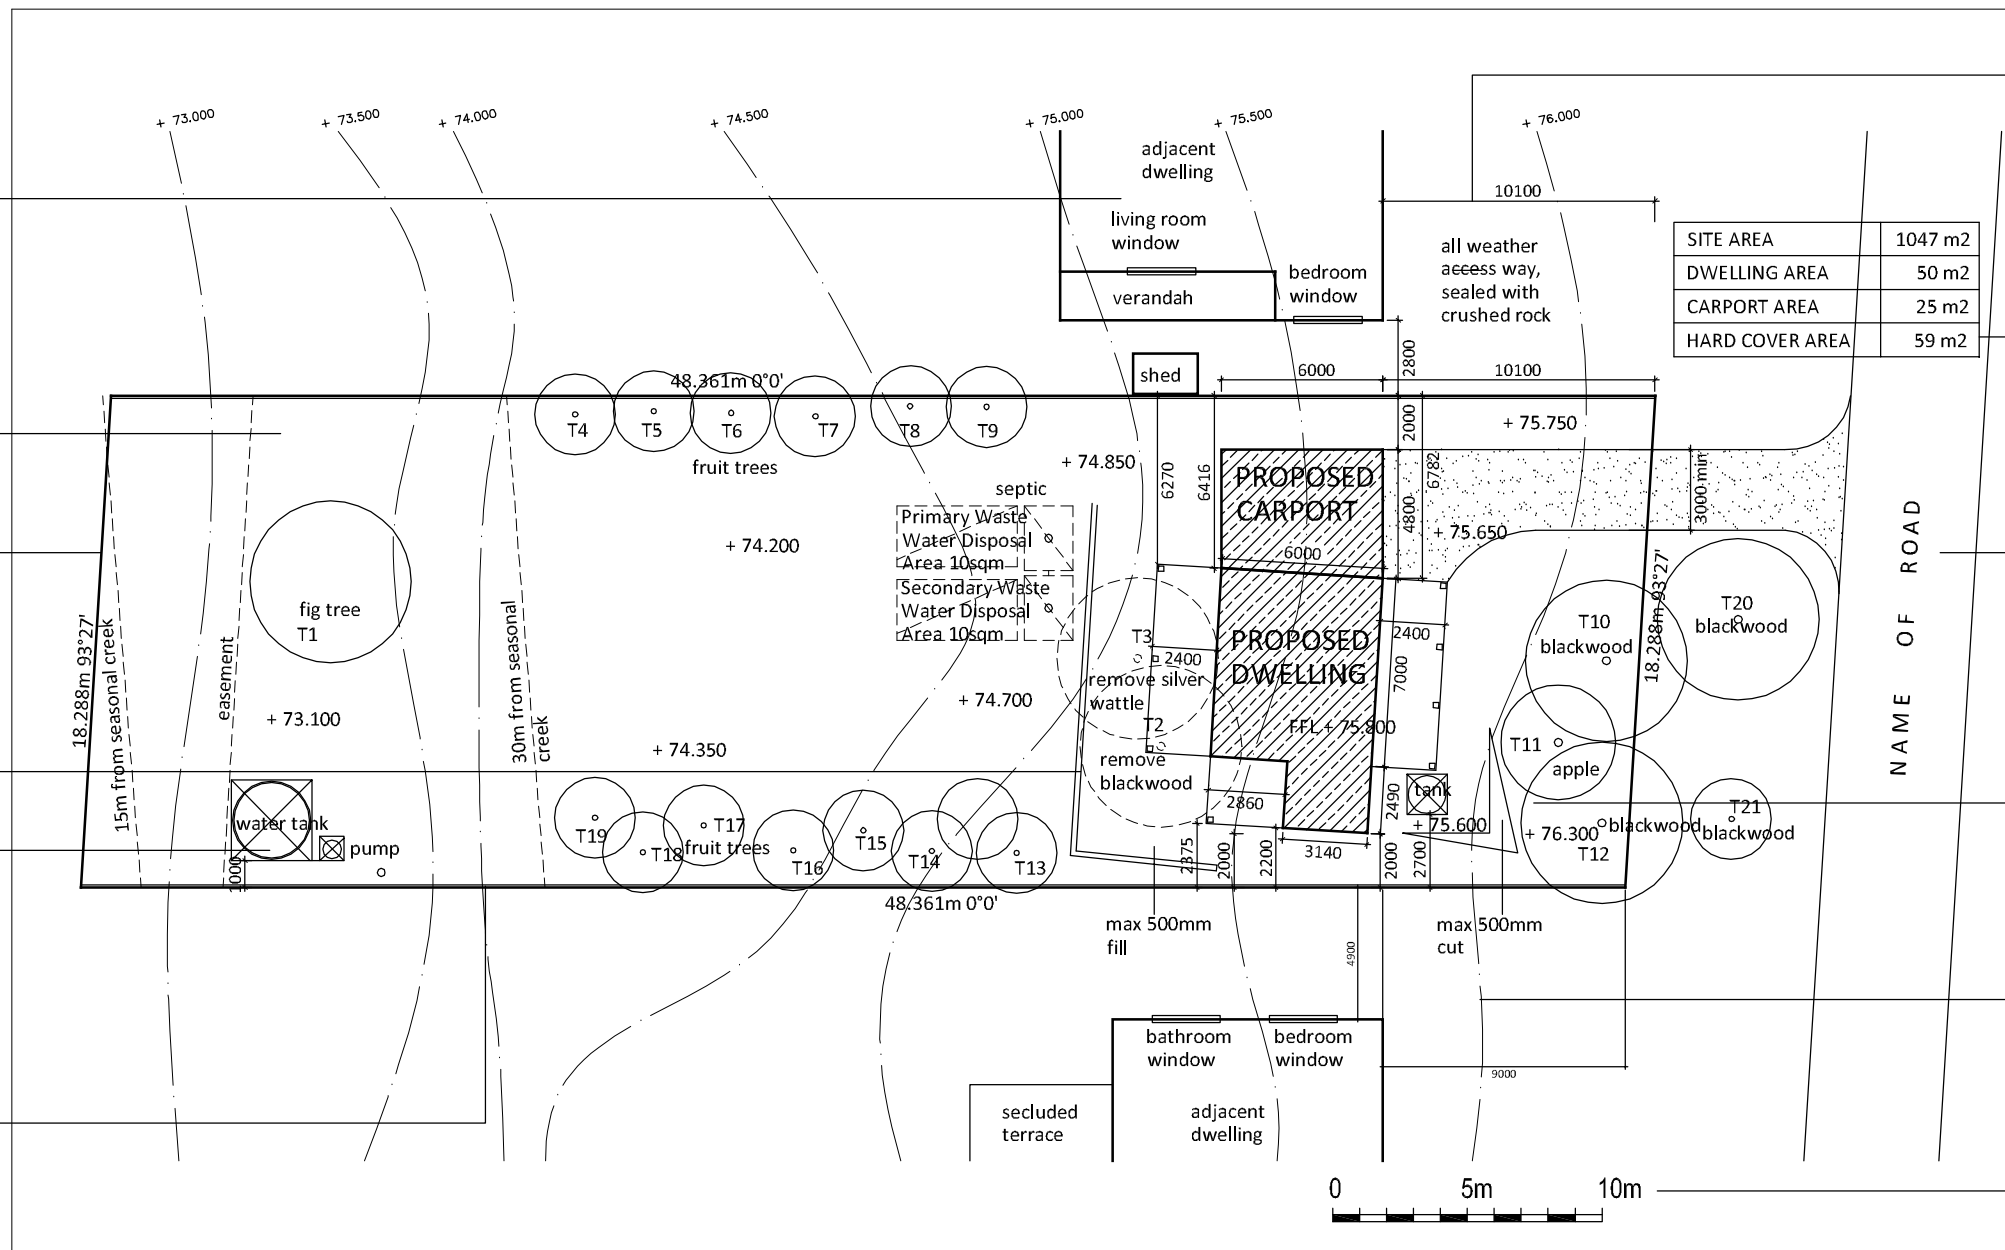 + 73.000
+ 73.500
+ 74.000
+ 74.500
+ 75.000
+ 75.500
+ 76.000
adjacent
dwelling
living room
window
verandah
bedroom
window
10100
all weather
access way,
sealed with
crushed rock
SITE AREA 1047 m2
DWELLING AREA 50 m2
CARPORT AREA 25 m2
HARD COVER AREA 59 m2
shed
6000
2800
10100
48.361m 0°0'
T4
T5
T6
T7
T8
T9
fruit trees
2000
+ 75.750
+ 74.850
6270
6416
PROPOSED
CARPORT
6782
4800
3000 min
+ 75.650
septic
Primary Waste
Water Disposal
Area 10sqm
Secondary Waste
Water Disposal
Area 10sqm
+ 74.200
6000
fig tree
T1
18.288m 93°27'
15m from seasonal creek
easement
30m from seasonal
creek
+ 73.100
+ 74.350
+ 74.700
T3
2400
remove silver
wattle
T2
remove
blackwood
PROPOSED
DWELLING
FFL + 75.800
2400
7000
T10
blackwood
18.288m 93°27'
T20
blackwood
NAME OF ROAD
T11
apple
tank
2490
+ 75.600
+ 76.300
blackwood
T12
T21
blackwood
water tank
pump
1000
T19
T18
T17
fruit trees
T16
T15
T14
T13
2860
2375
2000
2200
3140
2000
2700
48.361m 0°0'
max 500mm
fill
4900
max 500mm
cut
bathroom
window
bedroom
window
9000
secluded
terrace
adjacent
dwelling
0 5m 10m